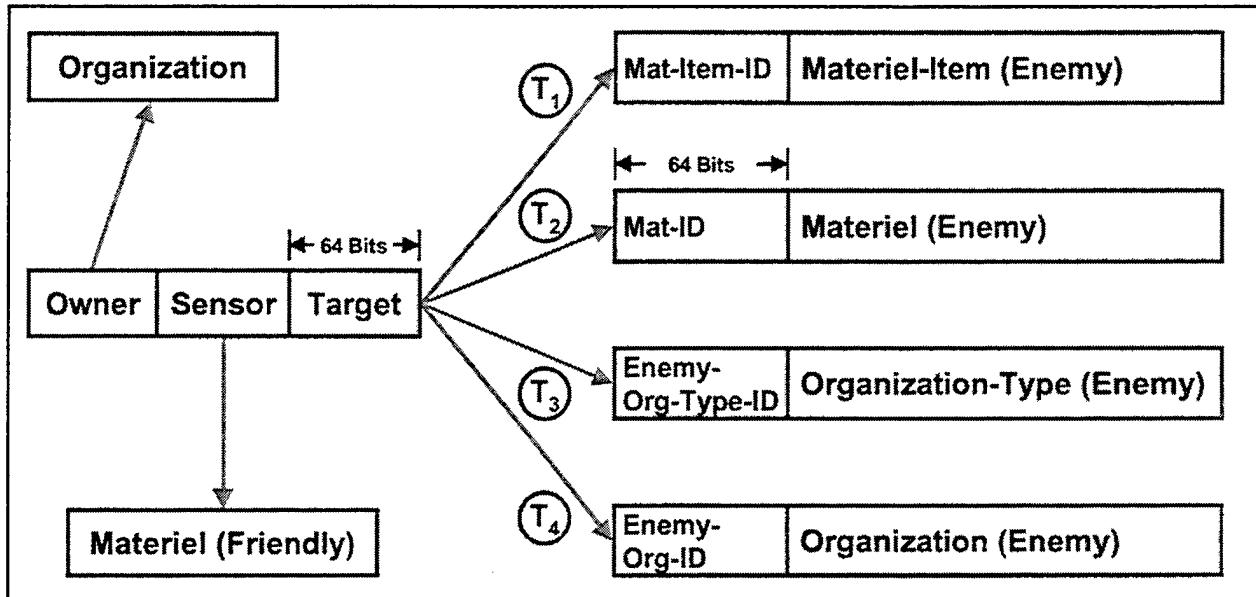 Organization
T1
Mat-Item-ID
Materiel-Item (Enemy)
64 Bits
T2
Mat-ID
Materiel (Enemy)
64 Bits
Owner
Sensor
Target
T3
Enemy-
Org-Type-ID
Organization-Type (Enemy)
T4
Enemy-
Org-ID
Organization (Enemy)
Materiel (Friendly)